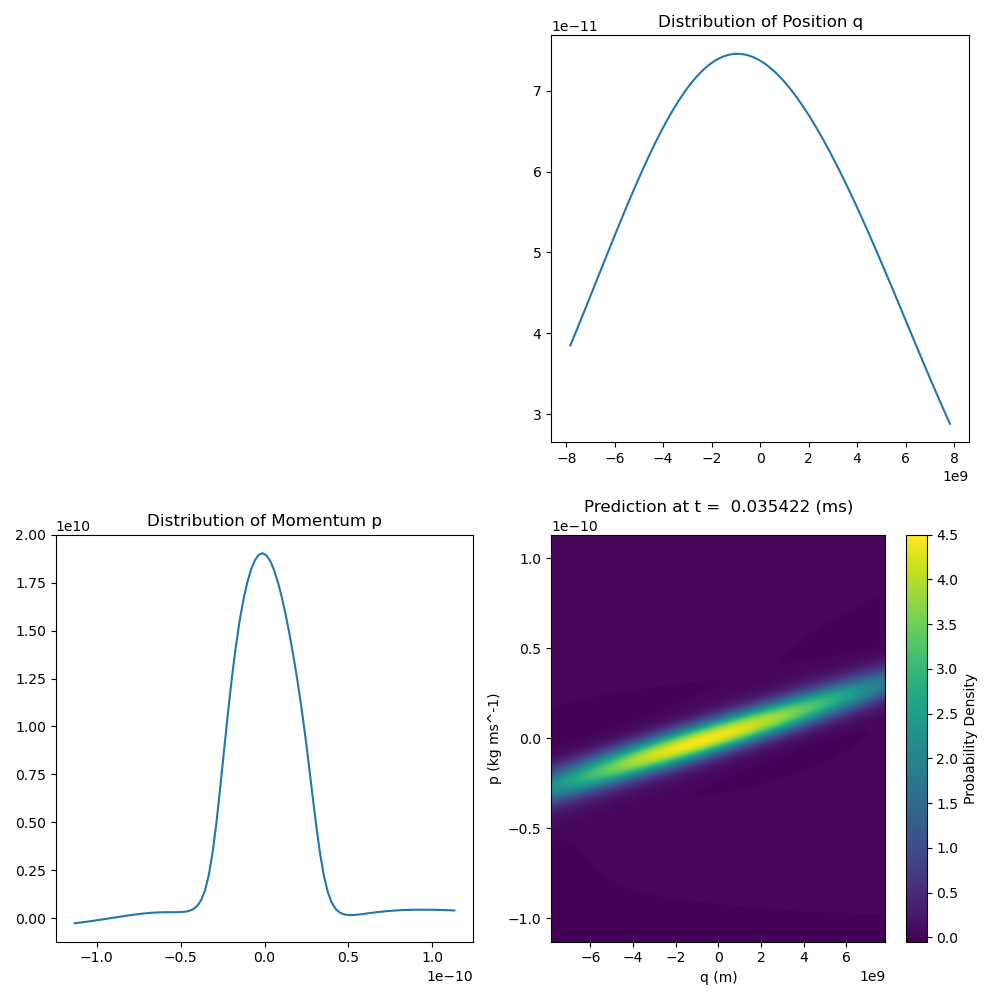 Distribution of Position q
1e−11
7
6
5
4
3
−8 −6 −4 −2 0 2 4 6 8
1e9
Distribution of Momentum p
1e10
2.00
1.75
1.50
1.25
1.00
0.75
0.50
0.25
0.00
−1.0 −0.5 0.0 0.5 1.0
1e−10
Prediction at t =  0.035422 (ms)
1e−10
1.0
0.5
0.0
−0.5
−1.0
p (kg ms^-1)
−6 −4 −2 0 2 4 6
1e9
q (m)
4.5
4.0
3.5
3.0
2.5
2.0
1.5
1.0
0.5
0.0
Probability Density